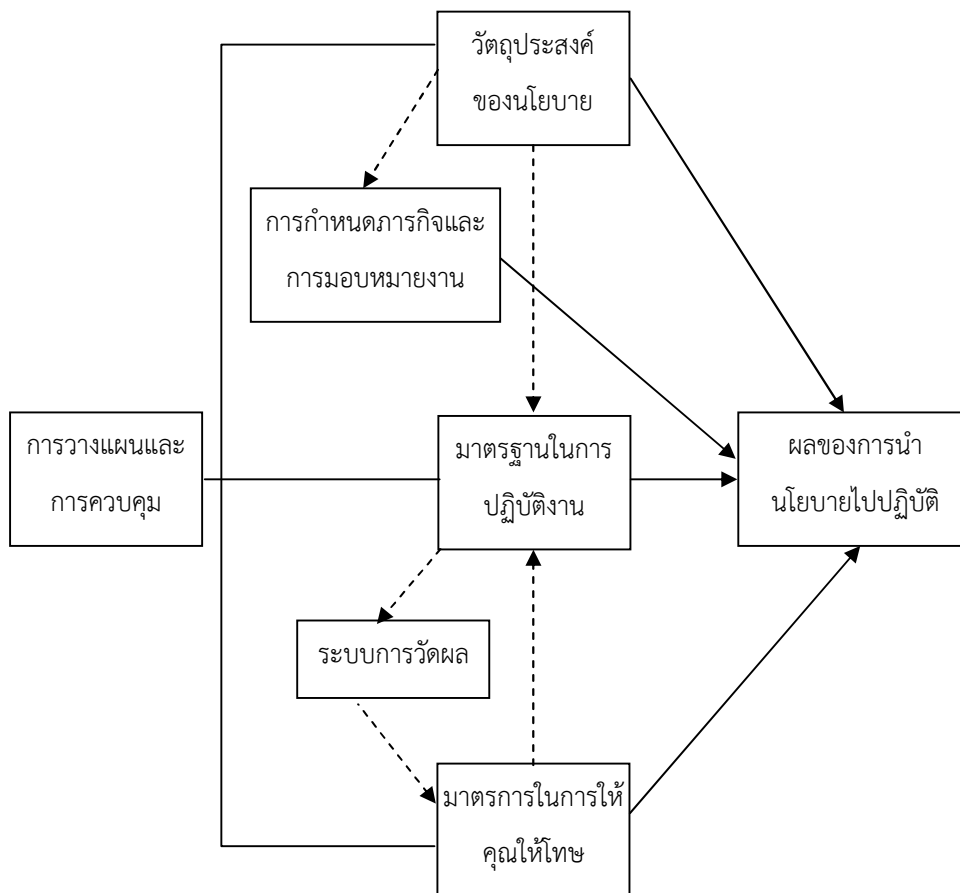 วัตถุประสงค์
ของนโยบาย
การกำหนดภารกิจและ
การมอบหมายงาน
การวางแผนและ
การควบคุม
มาตรฐานในการ
ปฏิบัติงาน
ผลของการนำ
นโยบายไปปฏิบัติ
ระบบการวัดผล
มาตรการในการให้
คุณให้โทษ